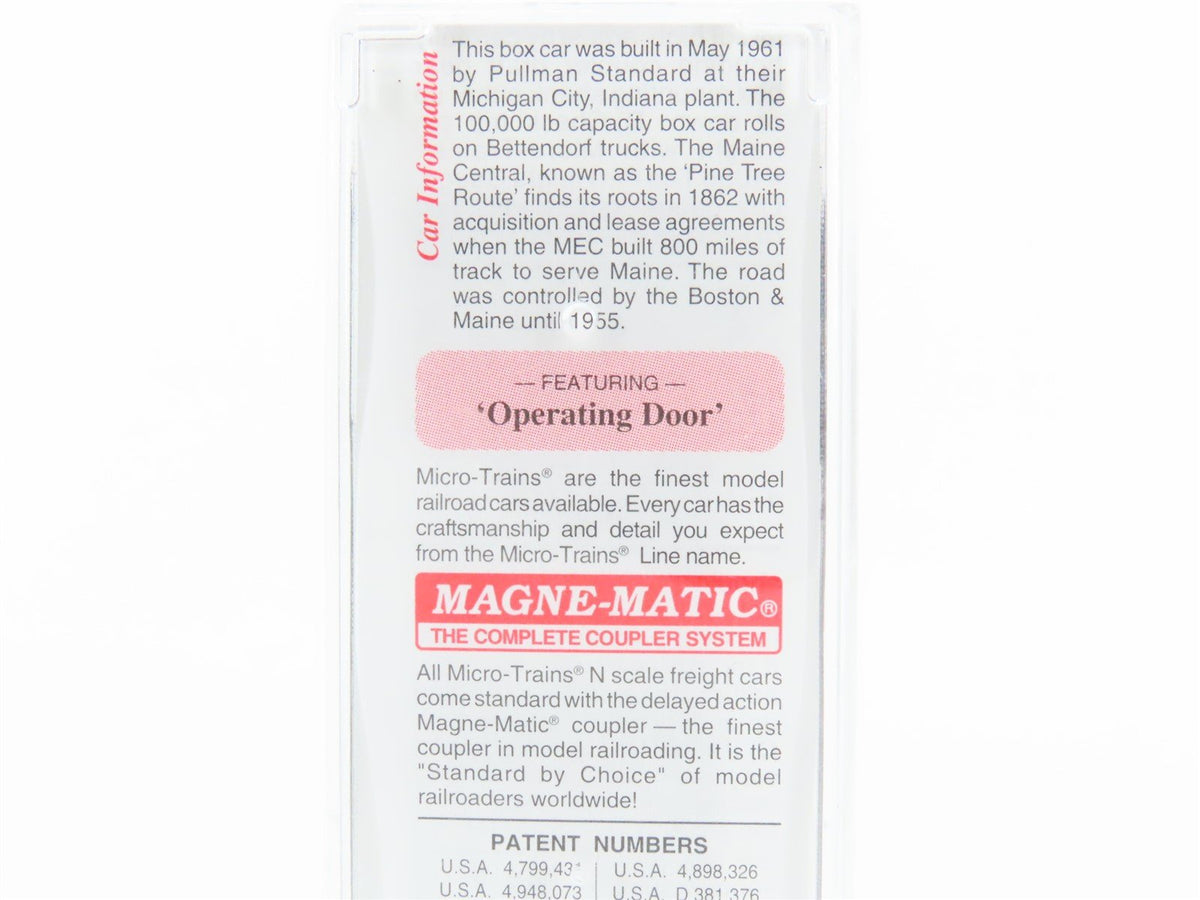 Car Information
This box car was built in May 1961
by Pullman Standard at their
Michigan City, Indiana plant. The
100,000 lb capacity box car rolls
on Bettendorf trucks. The Maine
Central, known as the ‘Pine Tree
Route’ finds its roots in 1862 with
acquisition and lease agreements
when the MEC built 800 miles of
track to serve Maine. The road
was controlled by the Boston &
Maine until 1955.
— FEATURING —
‘Operating Door’
Micro-Trains® are the finest model
railroad cars available. Every car has the
craftsmanship and detail you expect
from the Micro-Trains® Line name.
MAGNE-MATIC®
THE COMPLETE COUPLER SYSTEM
All Micro-Trains® N scale freight cars
come standard with the delayed action
Magne-Matic® coupler — the finest
coupler in model railroading. It is the
"Standard by Choice" of model
railroaders worldwide!
PATENT NUMBERS
U.S.A. U.S.A. 4,898,326
U.S.A. 4,948,073 U.S.A. D 381,376